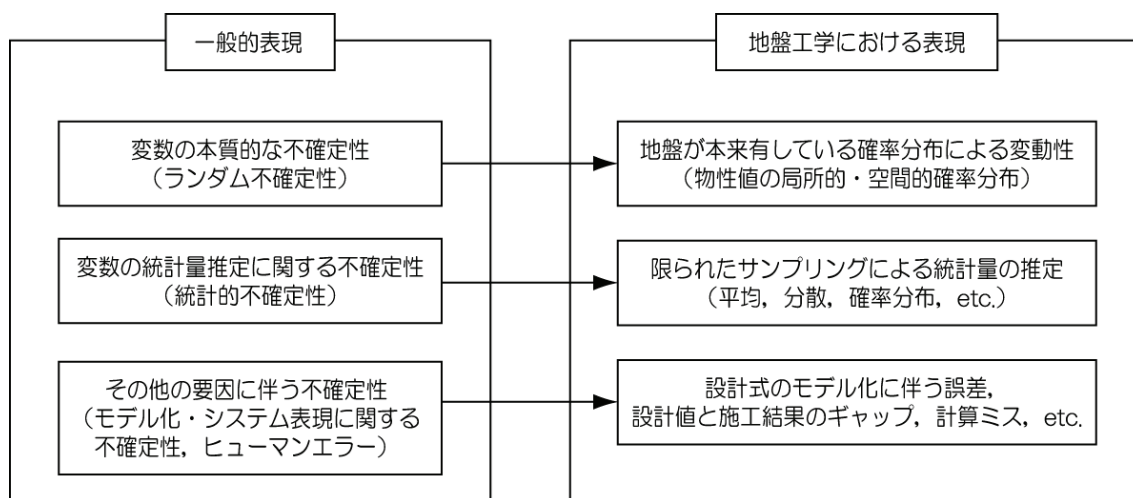 一般的表現
変数の本質的な不確定性
（ランダム不確定性）
変数の統計量推定に関する不確定性
（統計的不確定性）
その他の要因に伴う不確定性
（モデル化・システム表現に関する
不確定性，ヒューマンエラー）
地盤工学における表現
地盤が本来有している確率分布による変動性
（物性値の局所的・空間的確率分布）
限られたサンプリングによる統計量の推定
（平均，分散，確率分布，etc.）
設計式のモデル化に伴う誤差，
設計値と施工結果のギャップ，計算ミス，etc.